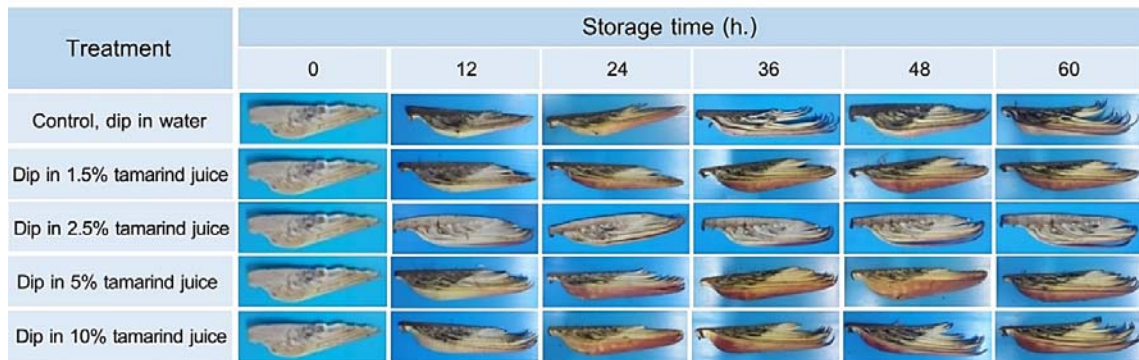 Treatment
Storage time (h.)
0
12
24
36
48
60
Control, dip in water
Dip in 1.5% tamarind juice
Dip in 2.5% tamarind juice
Dip in 5% tamarind juice
Dip in 10% tamarind juice